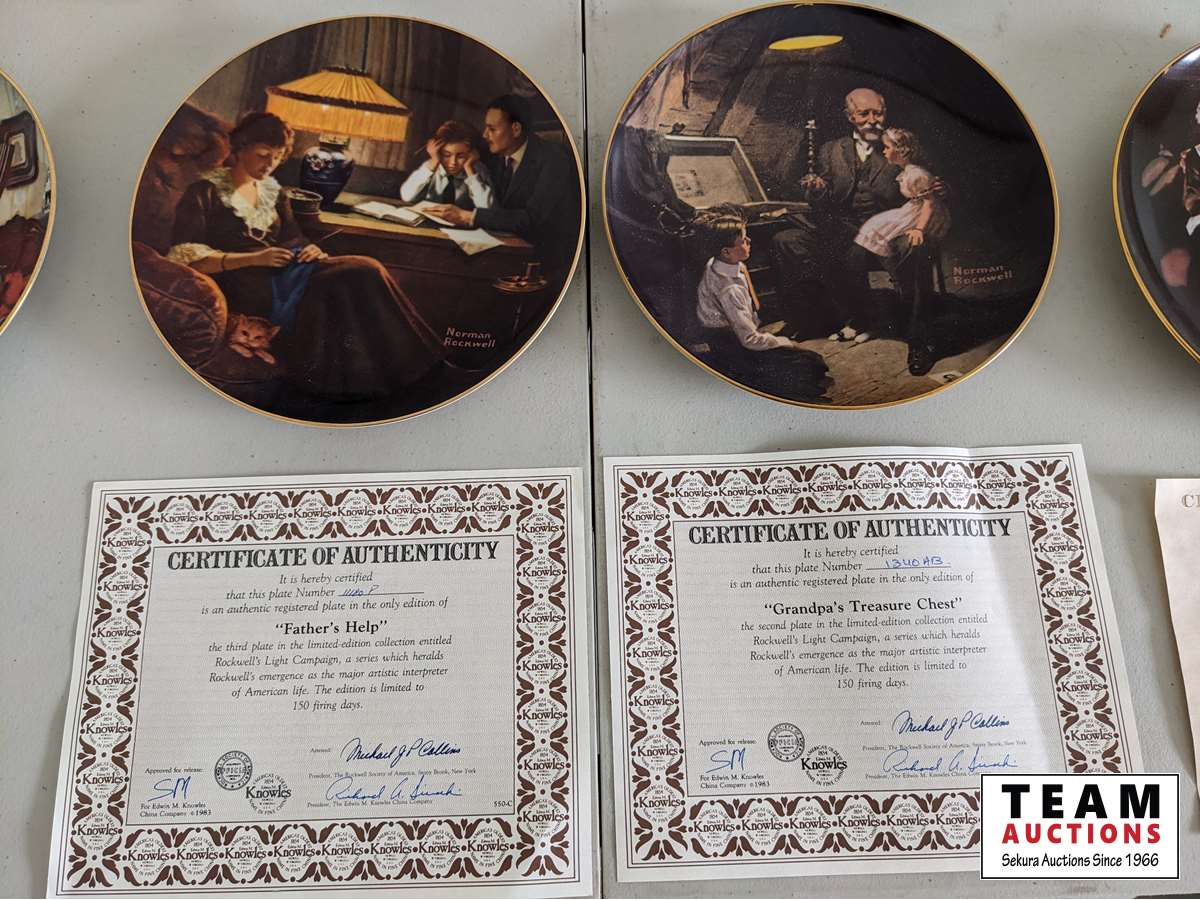 Norman
Rockwell
Norman
Rockwell
CERTIFICATE OF AUTHENTICITY
It is hereby certified
that this plate Number
is an authentic registered plate in the only edition of
"Father's Help"
the third plate in the limited-edition collection entitled
Rockwell's Light Campaign, a series which heralds
Rockwell's emergence as the major artistic interpreter
of American life. The edition is limited to
150 firing days.
Attested: Michael J P Collins
President, The Rockwell Society of America, Stony Brook, New York
Approved for release:
SM
For Edwin M. Knowles
China Company ©1983
Knowles
President, The Edwin M. Knowles China Company
550-C
CERTIFICATE OF AUTHENTICITY
It is hereby certified
that this plate Number 1340AB
is an authentic registered plate in the only edition of
"Grandpa's Treasure Chest"
the second plate in the limited-edition collection entitled
Rockwell's Light Campaign, a series which heralds
Rockwell's emergence as the major artistic interpreter
of American life. The edition is limited to
150 firing days.
Attested: Michael J P Collins
President, The Rockwell Society of America, Stony Brook, New York
Approved for release:
SM
For Edwin M. Knowles
China Company ©1983
Knowles
President, The Edwin M. Knowles China
TEAM
AUCTIONS
Sekura Auctions Since 1966